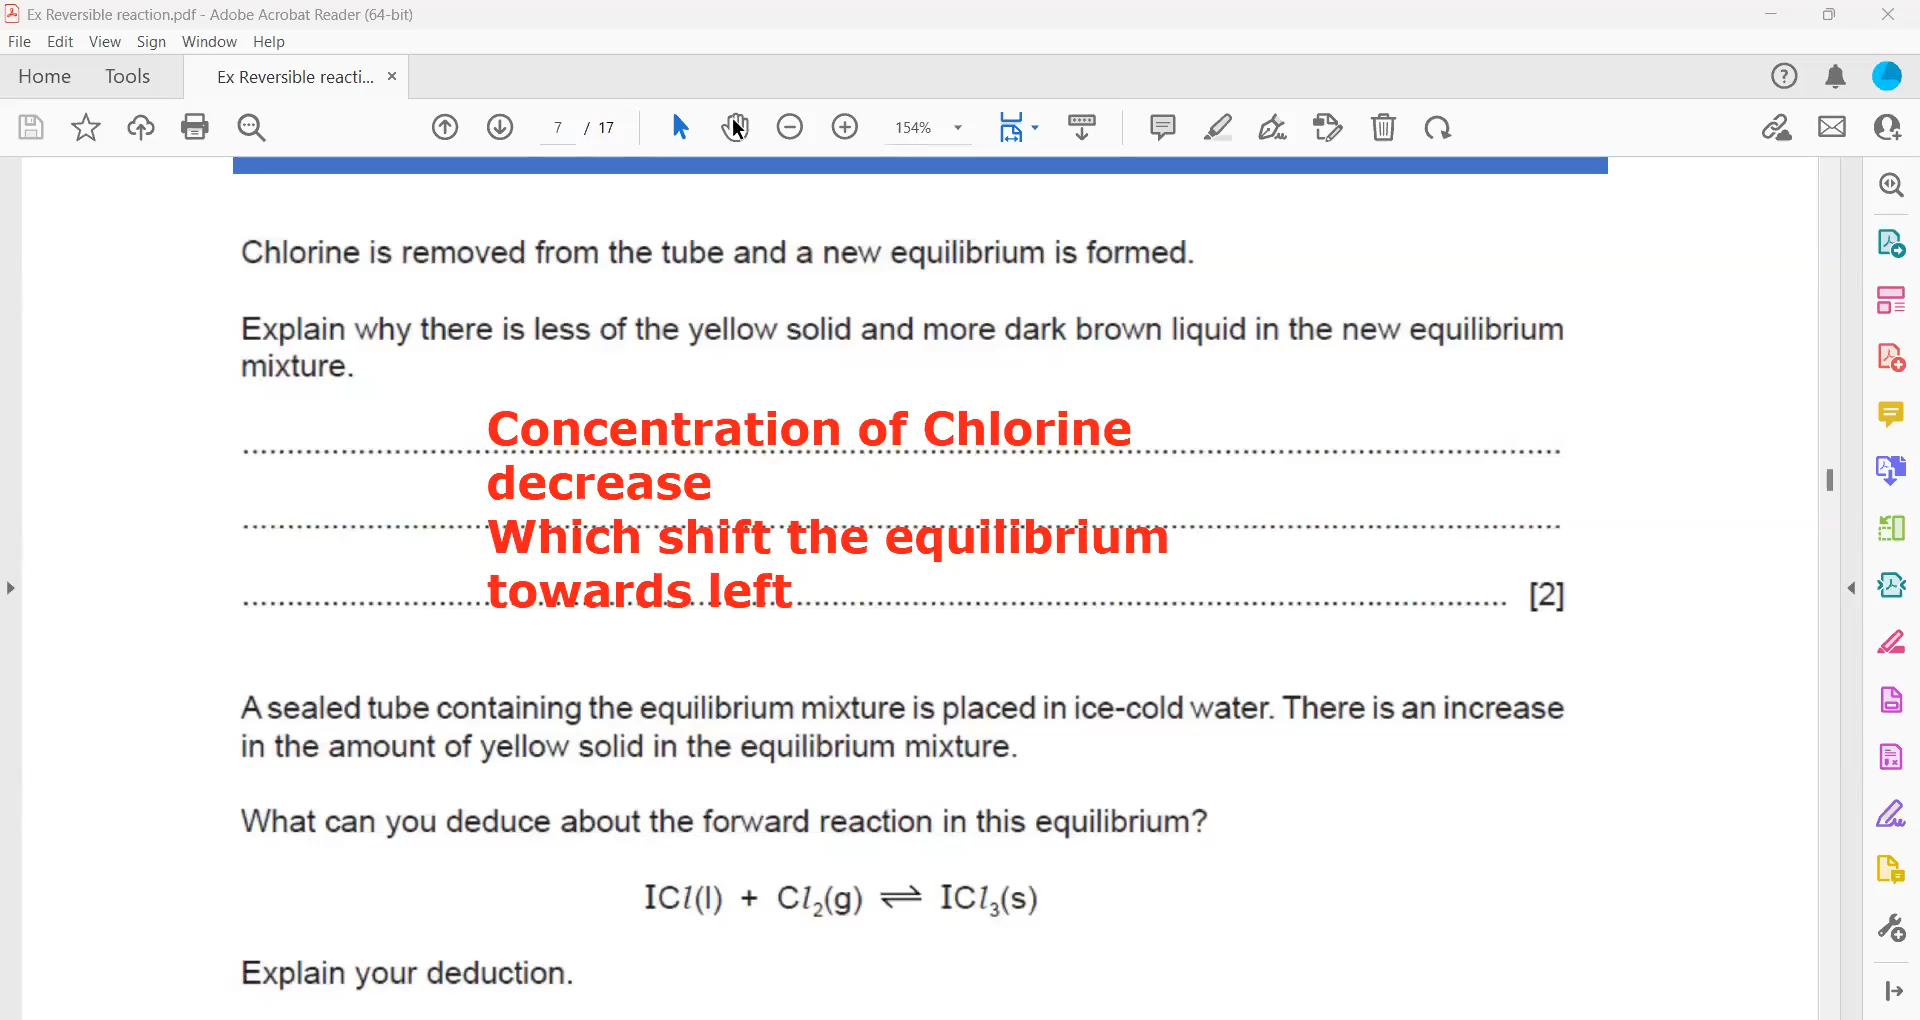 Ex Reversible reaction.pdf - Adobe Acrobat Reader (64-bit)
File Edit View Sign Window Help
Home Tools Ex Reversible reacti... ×
7 / 17 154%
Chlorine is removed from the tube and a new equilibrium is formed.
Explain why there is less of the yellow solid and more dark brown liquid in the new equilibrium
mixture.
Concentration of Chlorine
decrease
Which shift the equilibrium
towards left
[2]
A sealed tube containing the equilibrium mixture is placed in ice-cold water. There is an increase
in the amount of yellow solid in the equilibrium mixture.
What can you deduce about the forward reaction in this equilibrium?
ICl(l) + Cl₂(g) ⇌ ICl₃(s)
Explain your deduction.